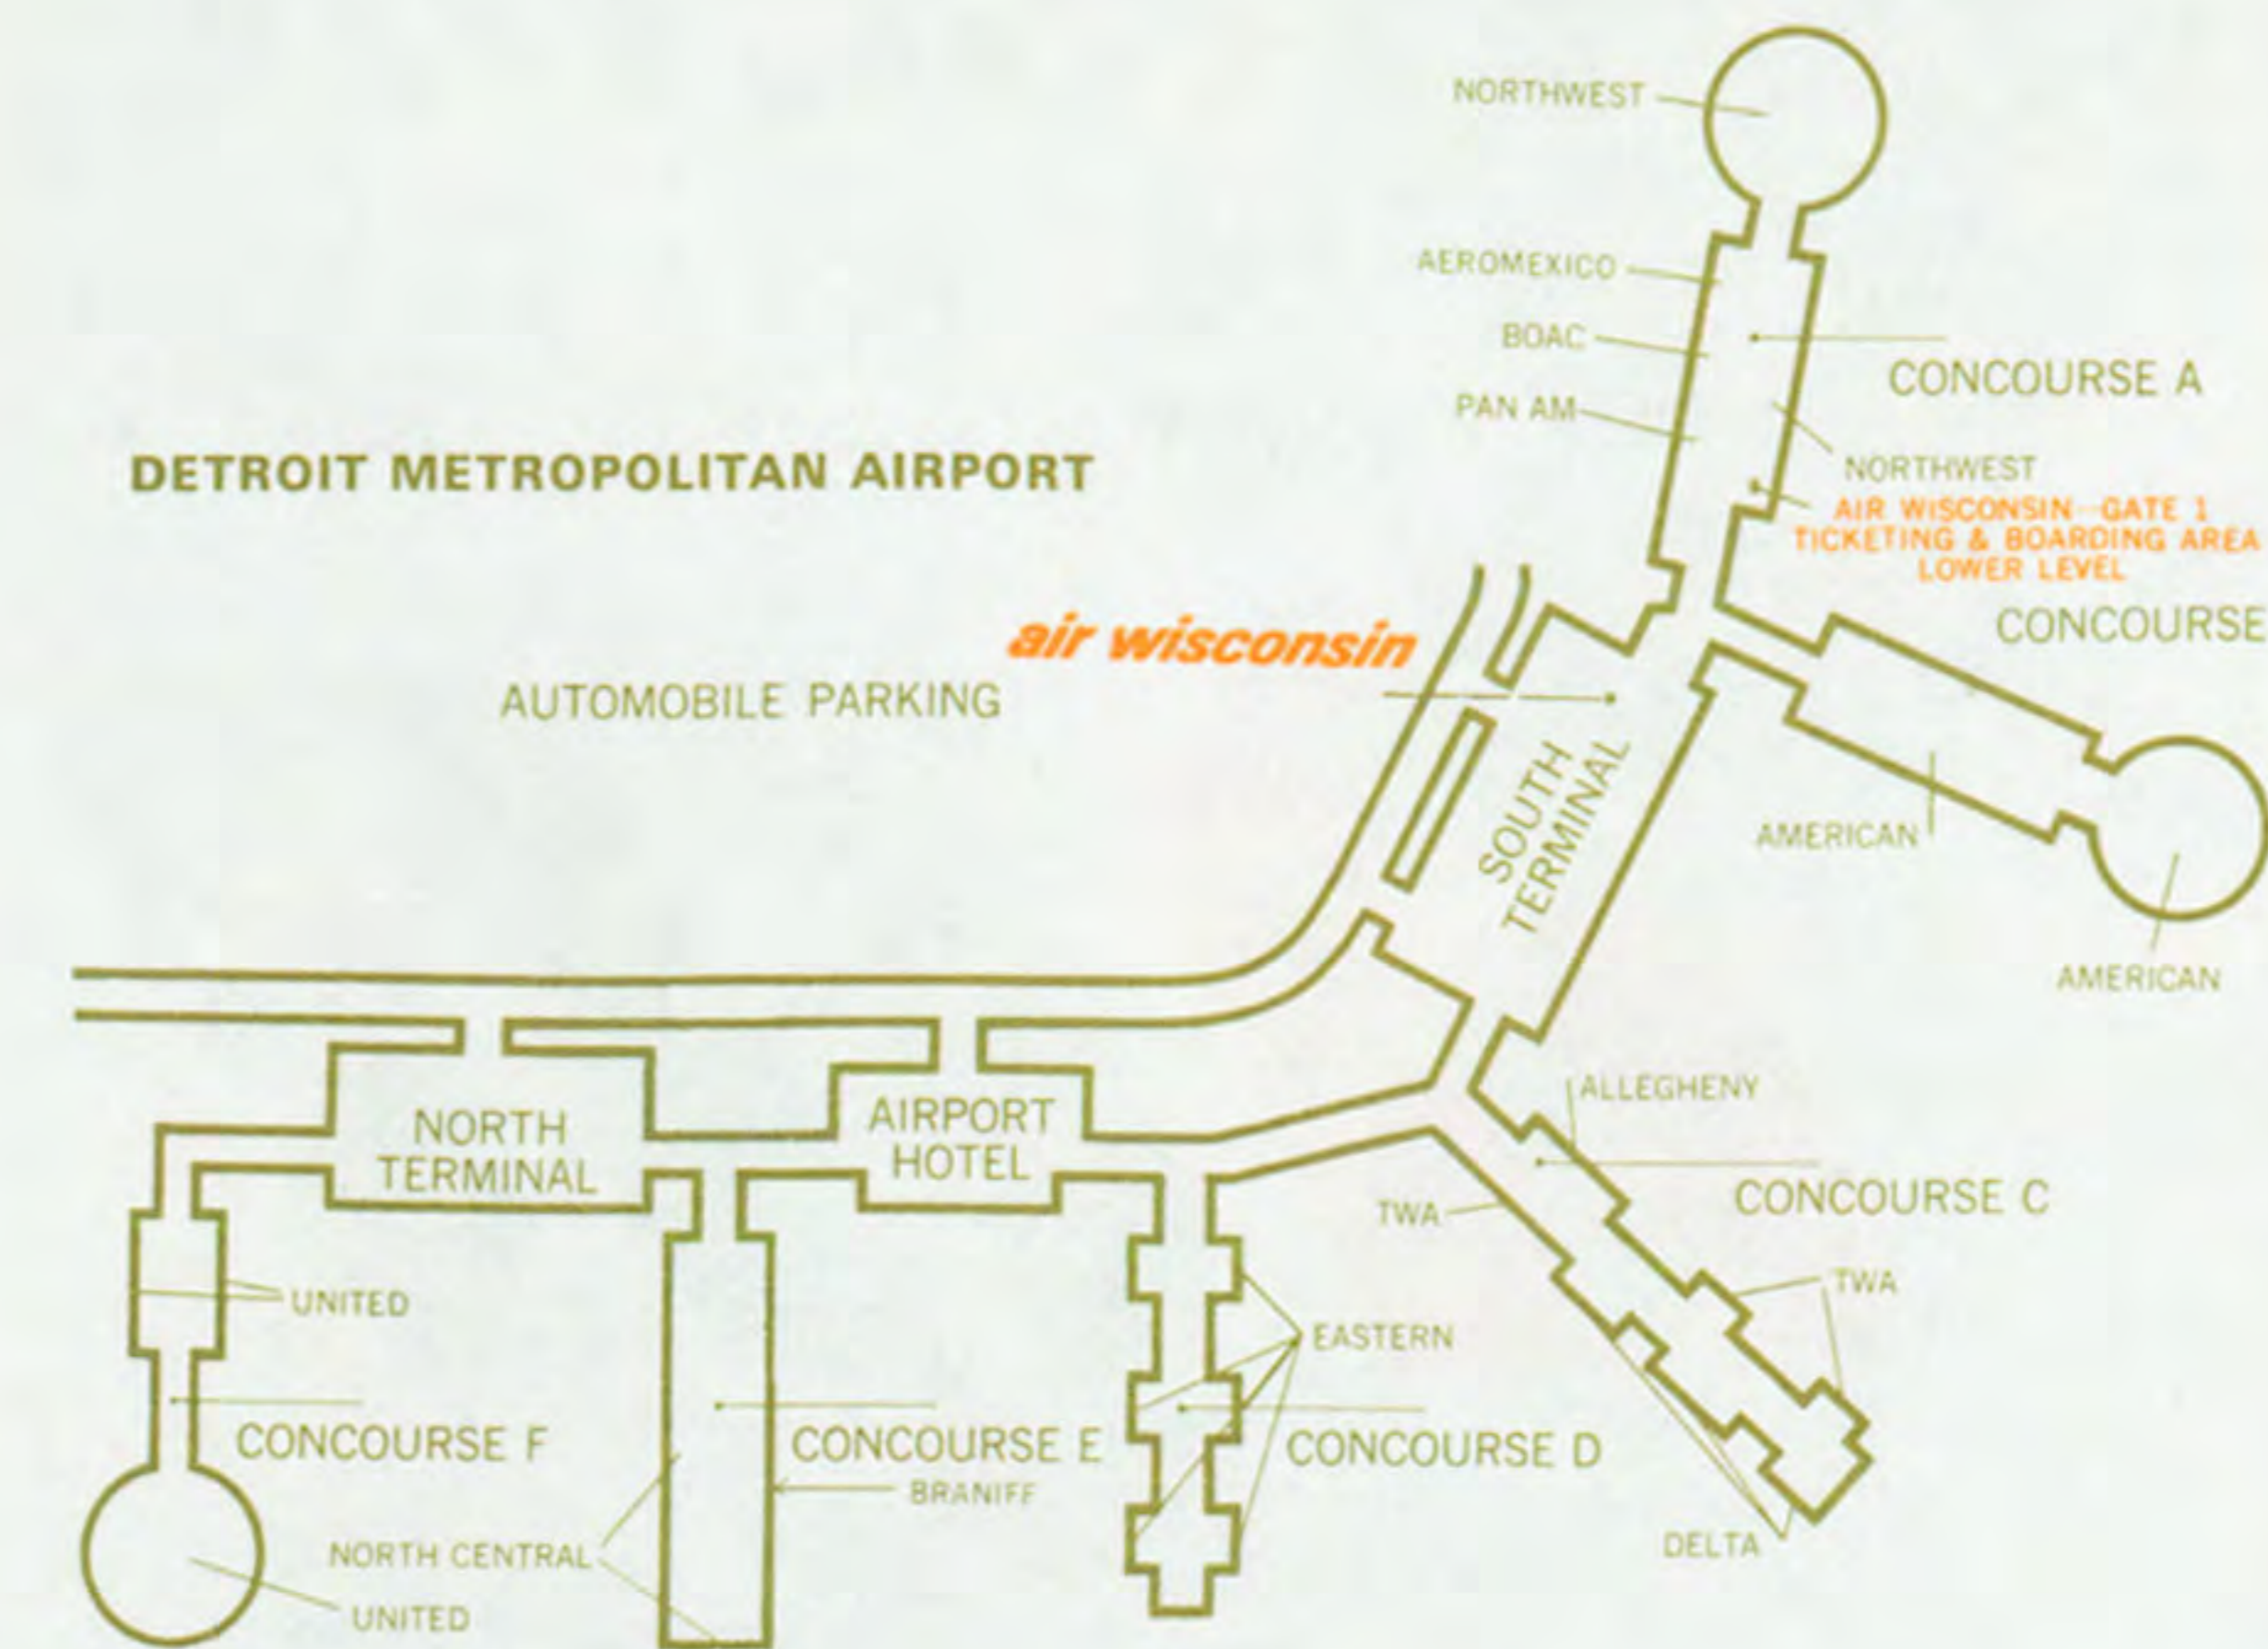 NORTHWEST
AEROMEXICO
BOAC
PAN AM
CONCOURSE A
NORTHWEST
AIR WISCONSIN—GATE 1
TICKETING & BOARDING AREA
LOWER LEVEL
CONCOURSE
DETROIT METROPOLITAN AIRPORT
air wisconsin
AUTOMOBILE PARKING
SOUTH
TERMINAL
AMERICAN
AMERICAN
NORTH
TERMINAL
AIRPORT
HOTEL
ALLEGHENY
CONCOURSE C
TWA
TWA
UNITED
EASTERN
CONCOURSE F
CONCOURSE E
CONCOURSE D
BRANIFF
NORTH CENTRAL
DELTA
UNITED